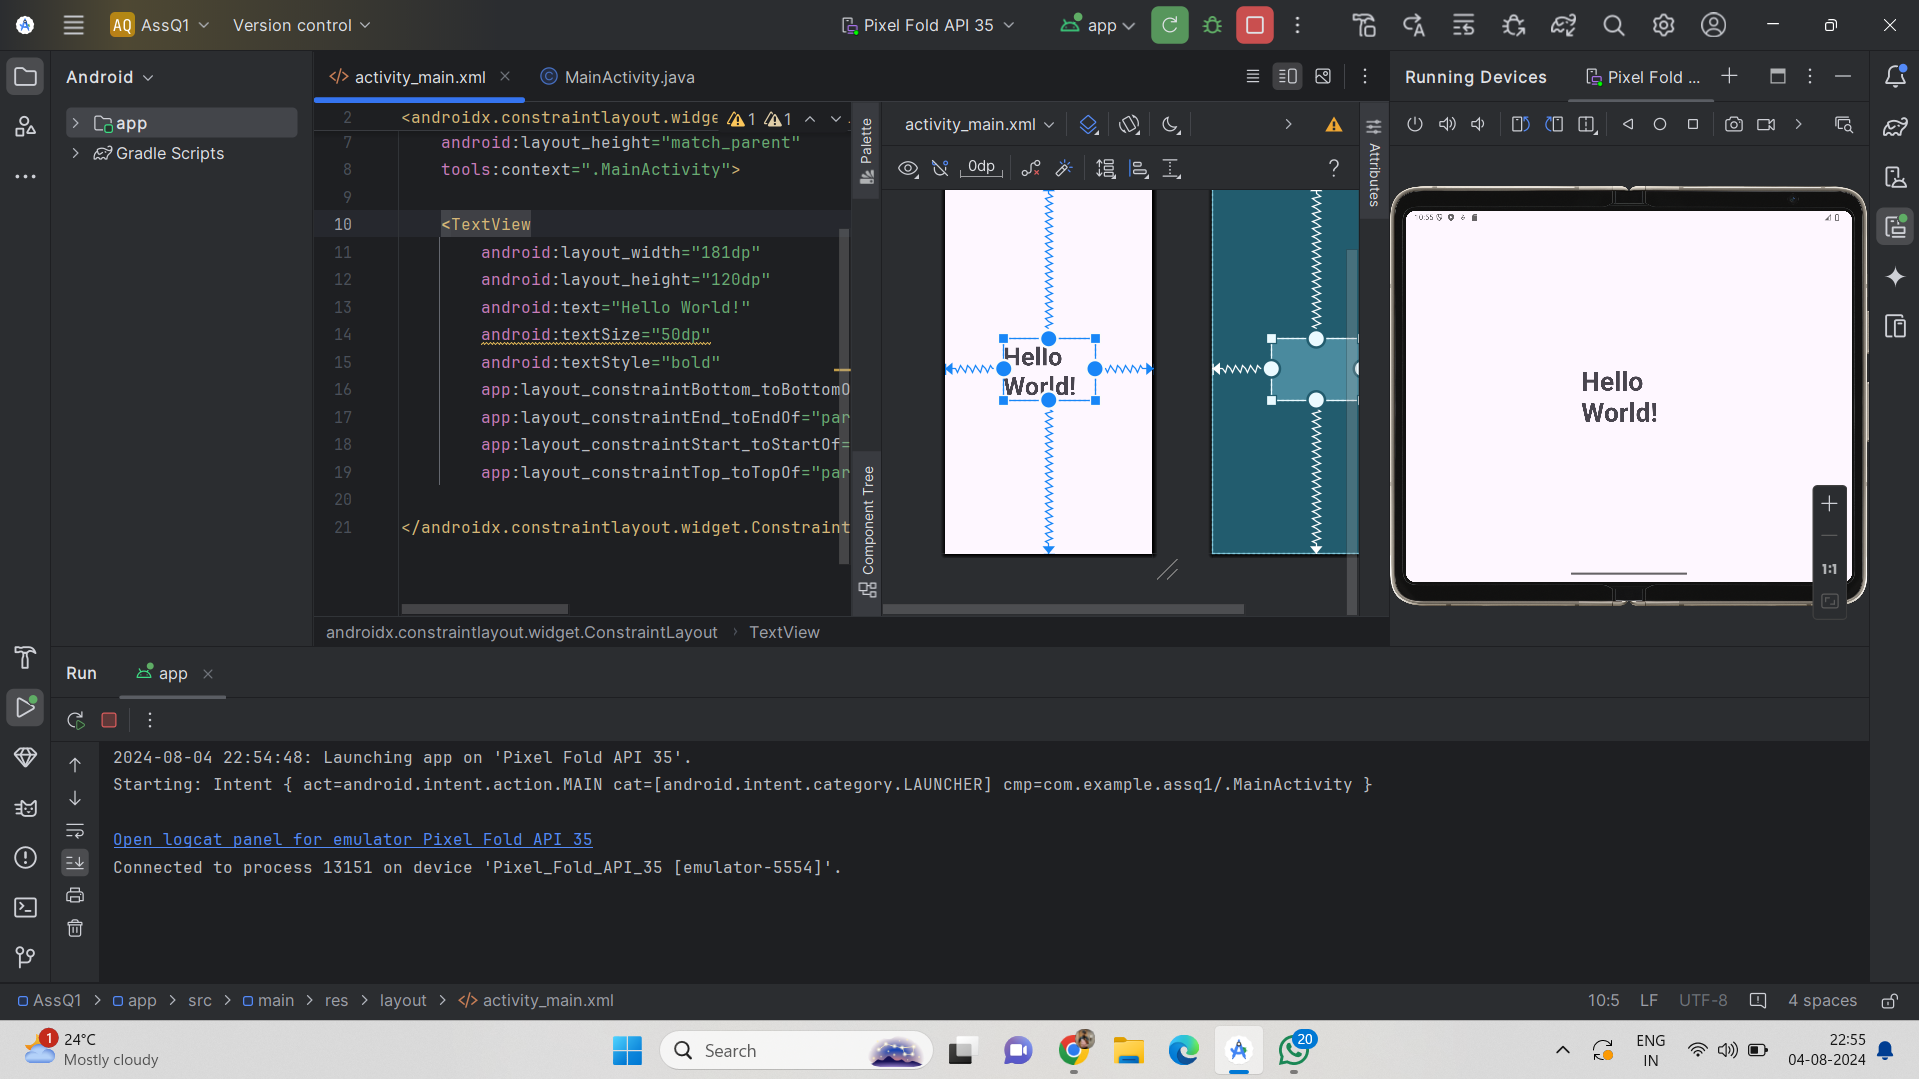 AQ AssQ1 Version control Pixel Fold API 35 app
Android
app
Gradle Scripts
activity_main.xml MainActivity.java
2 <androidx.constraintlayout.widge 1 1
7 android:layout_height="match_parent"
8 tools:context=".MainActivity">
9
10 <TextView
11 android:layout_width="181dp"
12 android:layout_height="120dp"
13 android:text="Hello World!"
14 android:textSize="50dp"
15 android:textStyle="bold"
16 app:layout_constraintBottom_toBottomO
17 app:layout_constraintEnd_toEndOf="par
18 app:layout_constraintStart_toStartOf=
19 app:layout_constraintTop_toTopOf="par
20
21 </androidx.constraintlayout.widget.Constraint
androidx.constraintlayout.widget.ConstraintLayout TextView
Palette
Component Tree
activity_main.xml
0dp
?
Hello
World!
Attributes
Running Devices Pixel Fold ...
10:55
Hello
World!
1:1
Run app
2024-08-04 22:54:48: Launching app on 'Pixel Fold API 35'.
Starting: Intent { act=android.intent.action.MAIN cat=[android.intent.category.LAUNCHER] cmp=com.example.assq1/.MainActivity }
Open logcat panel for emulator Pixel Fold API 35
Connected to process 13151 on device 'Pixel_Fold_API_35 [emulator-5554]'.
AssQ1 > app > src > main > res > layout > activity_main.xml
10:5 LF UTF-8 4 spaces
1
24°C
Mostly cloudy
Search
20
ENG
IN
22:55
04-08-2024